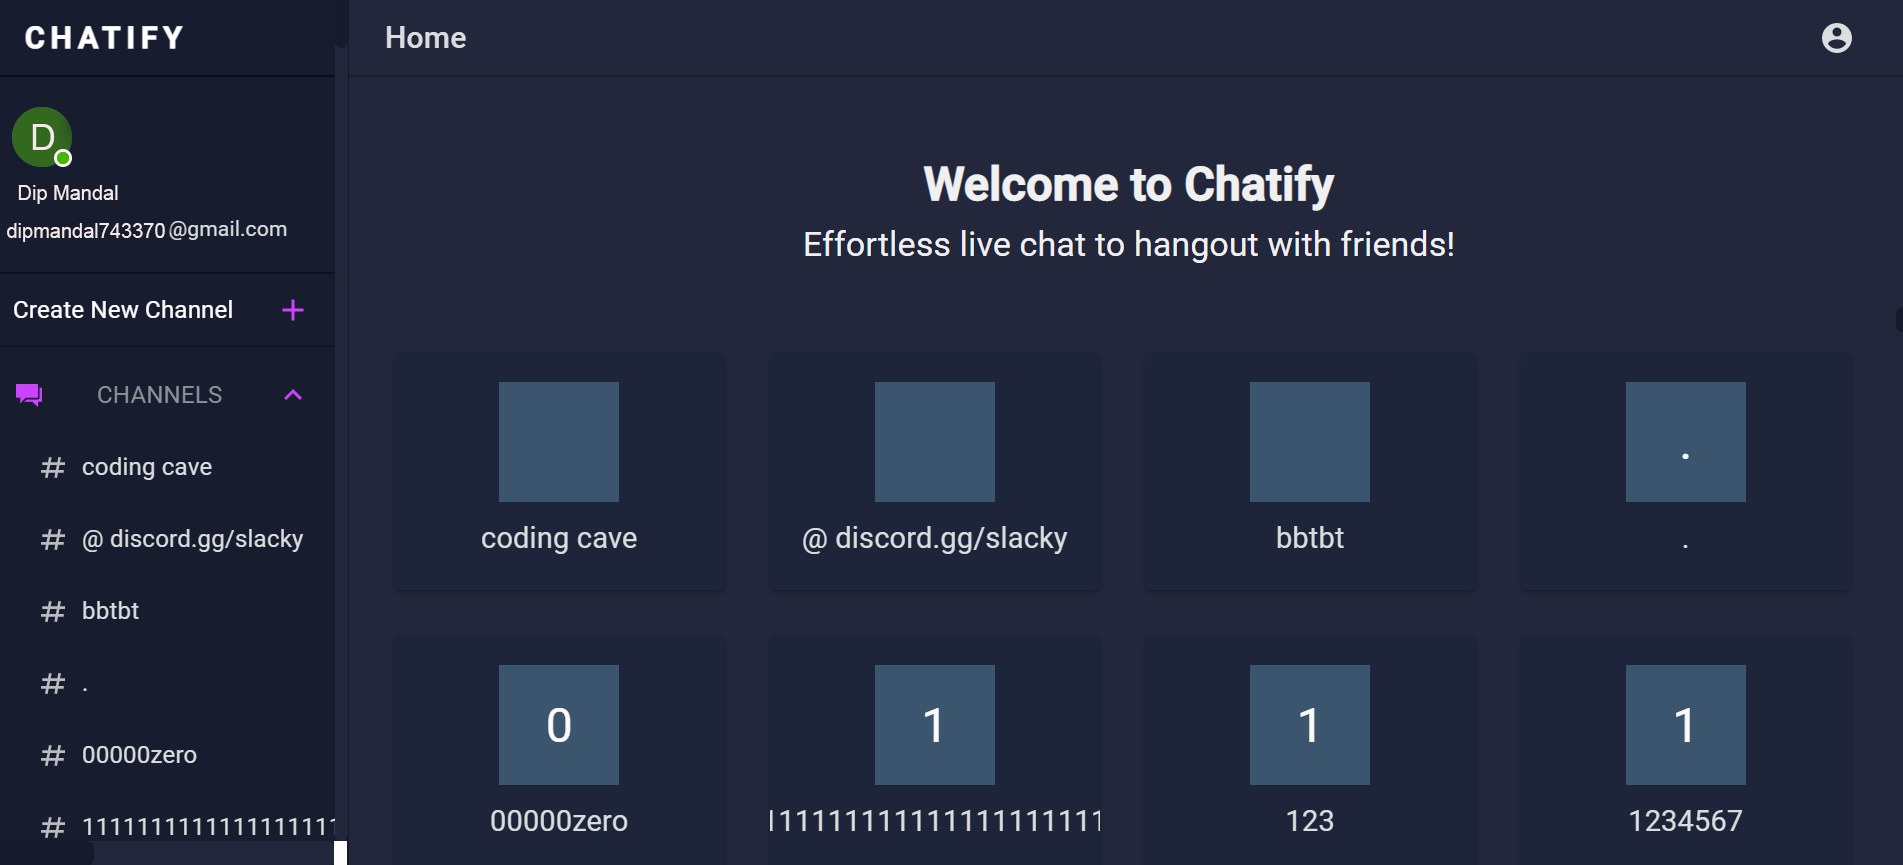 CHATIFY
Home
D
Dip Mandal
dipmandal743370@gmail.com
Create New Channel
CHANNELS
# coding cave
# @ discord.gg/slacky
# bbtbt
# .
# 00000zero
# 1111111111111111111
Welcome to Chatify
Effortless live chat to hangout with friends!
coding cave
@ discord.gg/slacky
bbtbt
.
.
0
00000zero
1
1111111111111111111111
1
123
1
1234567